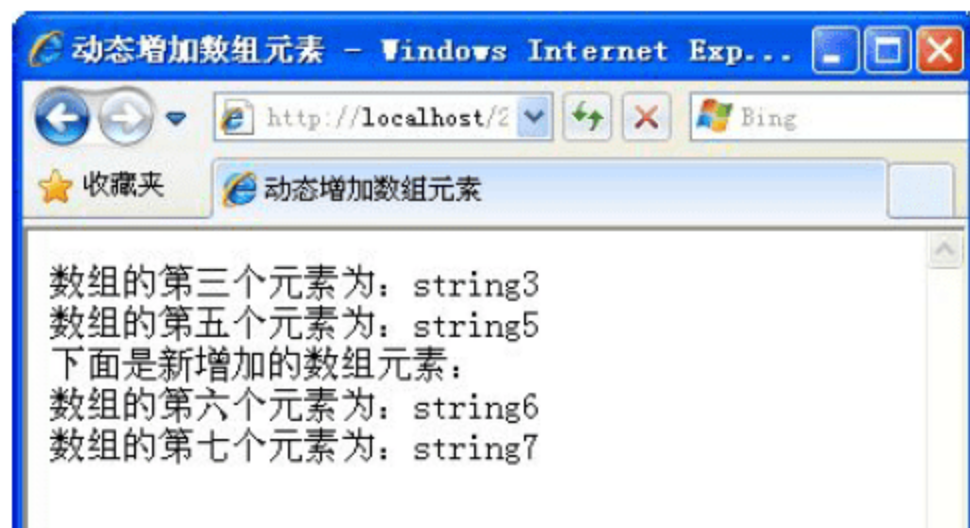 动态增加数组元素 - Windows Internet Exp...
http://localhost/2
Bing
收藏夹
动态增加数组元素
数组的第三个元素为：string3
数组的第五个元素为：string5
下面是新增加的数组元素：
数组的第六个元素为：string6
数组的第七个元素为：string7